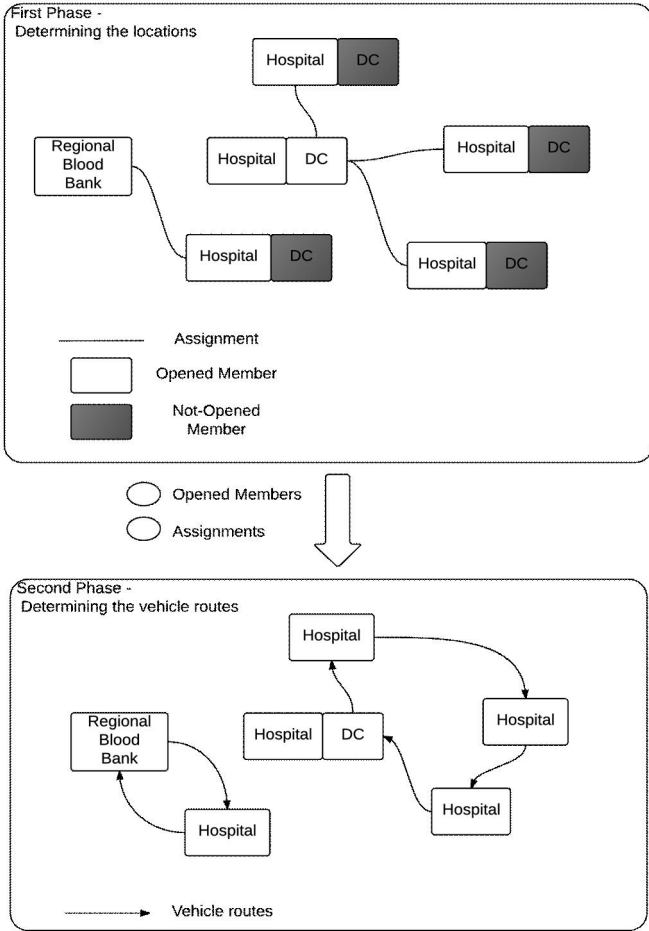 First Phase -
Determining the locations
Hospital DC
Regional
Blood
Bank
Hospital DC
Hospital DC
Hospital DC
Hospital DC
Assignment
Opened Member
Not-Opened
Member
Opened Members
Assignments
Second Phase -
Determining the vehicle routes
Hospital
Regional
Blood
Bank
Hospital DC
Hospital
Hospital
Hospital
Vehicle routes